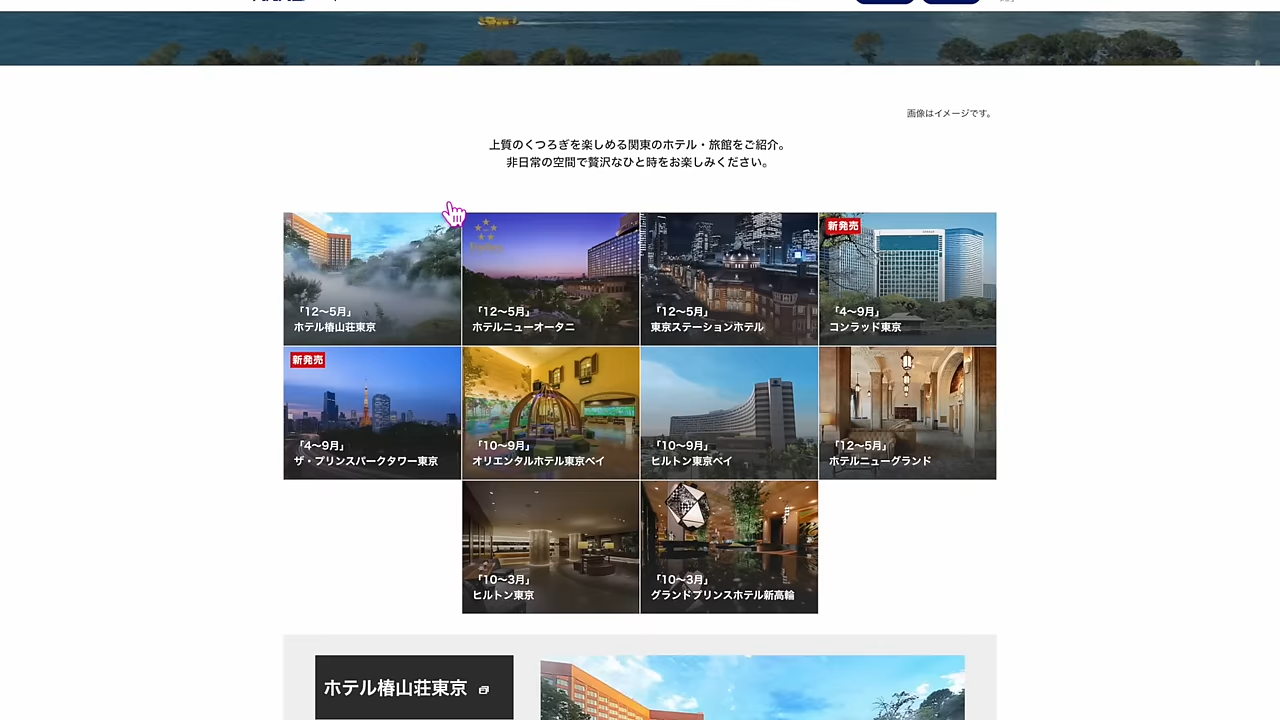 画像はイメージです。
上質のくつろぎを楽しめる関東のホテル・旅館をご紹介。
非日常の空間で贅沢なひと時をお楽しみください。
「12〜5月」
ホテル椿山荘東京
「12〜5月」
ホテルニューオータニ
「12〜5月」
東京ステーションホテル
新発売
「4〜9月」
コンラッド東京
新発売
「4〜9月」
ザ・プリンスパークタワー東京
「10〜9月」
オリエンタルホテル東京ベイ
「10〜9月」
ヒルトン東京ベイ
「12〜5月」
ホテルニューグランド
「10〜3月」
ヒルトン東京
「10〜3月」
グランドプリンスホテル新高輪
ホテル椿山荘東京